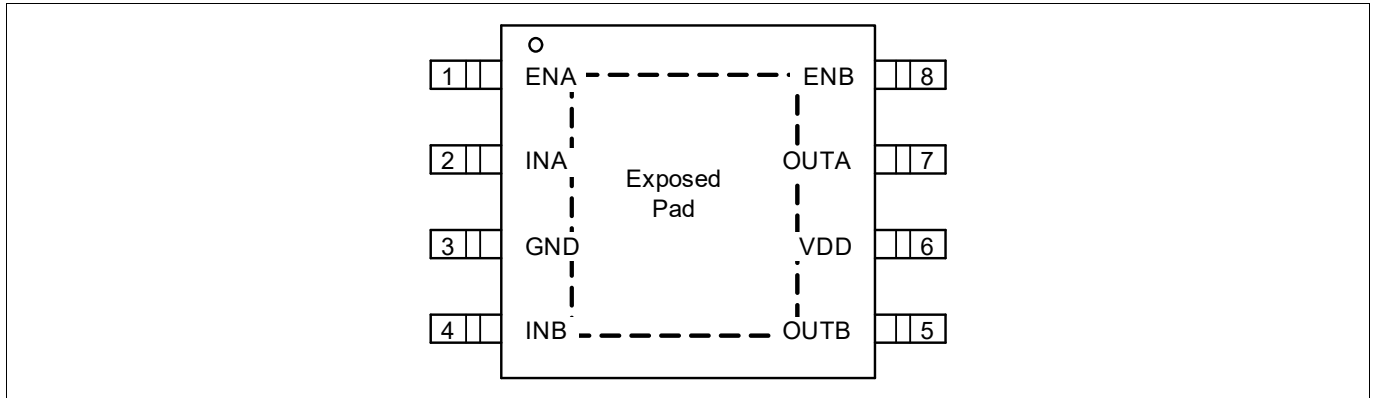 1 ENA ENB 8
2 INA OUTA 7
Exposed
Pad
3 GND VDD 6
4 INB OUTB 5